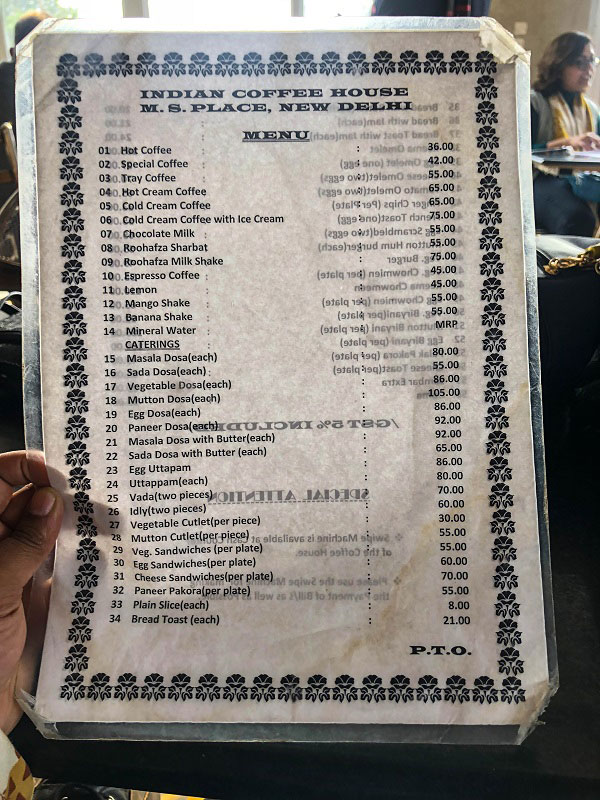 INDIAN COFFEE HOUSE
M.S. PLACE, NEW DELHI
MENU
01 Hot Coffee : 36.00
02 Special Coffee : 42.00
03 Tray Coffee : 55.00
04 Hot Cream Coffee : 65.00
05 Cold Cream Coffee : 65.00
06 Cold Cream Coffee with Ice Cream : 75.00
07 Chocolate Milk : 55.00
08 Roohafza Sharbat : 55.00
09 Roohafza Milk Shake : 75.00
10 Espresso Coffee : 45.00
11 Lemon : 45.00
12 Mango Shake : 55.00
13 Banana Shake : 55.00
14 Mineral Water : MRP
CATERINGS
15 Masala Dosa(each) : 80.00
16 Sada Dosa(each) : 55.00
17 Vegetable Dosa(each) : 86.00
18 Mutton Dosa(each) : 105.00
19 Egg Dosa(each) : 86.00
20 Paneer Dosa(each) : 92.00
21 Masala Dosa with Butter(each) : 92.00
22 Sada Dosa with Butter (each) : 65.00
23 Egg Uttapam : 86.00
24 Uttappam(each) : 80.00
25 Vada(two pieces) : 70.00
26 Idly(two pieces) : 60.00
27 Vegetable Cutlet(per piece) : 30.00
28 Mutton Cutlet(per piece) : 55.00
29 Veg. Sandwiches (per plate) : 55.00
30 Egg Sandwiches(per plate) : 60.00
31 Cheese Sandwiches(per plate) : 70.00
32 Paneer Pakora(per plate) : 55.00
33 Plain Slice(each) : 8.00
34 Bread Toast (each) : 21.00
P.T.O.